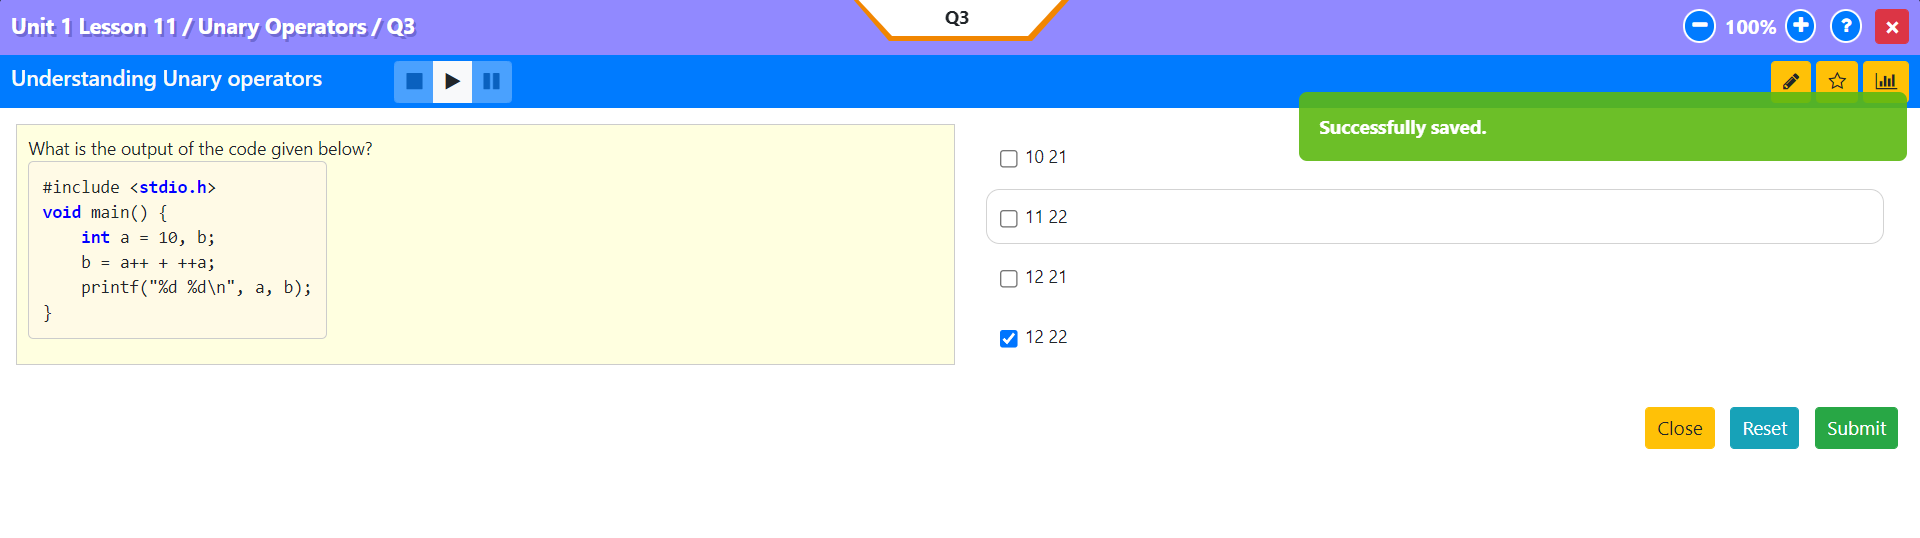 Unit 1 Lesson 11 / Unary Operators / Q3
Q3
100%
?
Understanding Unary operators
Successfully saved.
What is the output of the code given below?
#include <stdio.h>
void main() {
    int a = 10, b;
    b = a++ + ++a;
    printf("%d %d\n", a, b);
}
10 21
11 22
12 21
12 22
Close
Reset
Submit